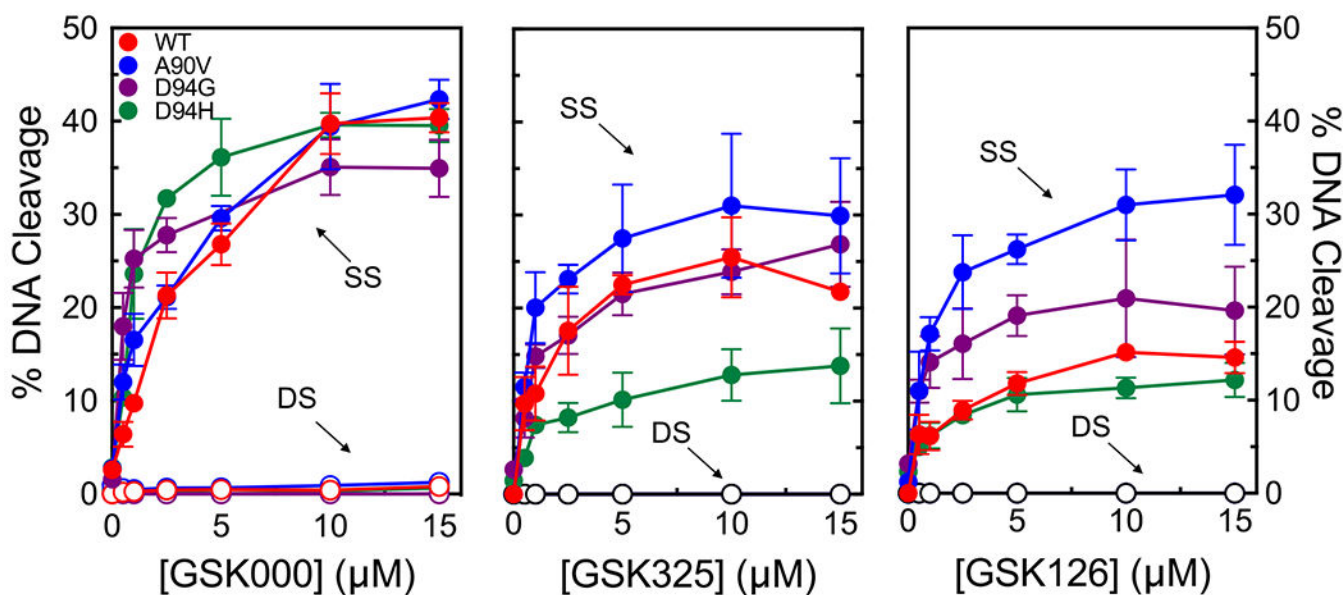 % DNA Cleavage
50
40
30
20
10
0
WT
A90V
D94G
D94H
SS
DS
0 5 10 15
[GSK000] (µM)
SS
DS
0 5 10 15
[GSK325] (µM)
SS
DS
0 5 10 15
[GSK126] (µM)
50
40
30
20
10
0
% DNA Cleavage